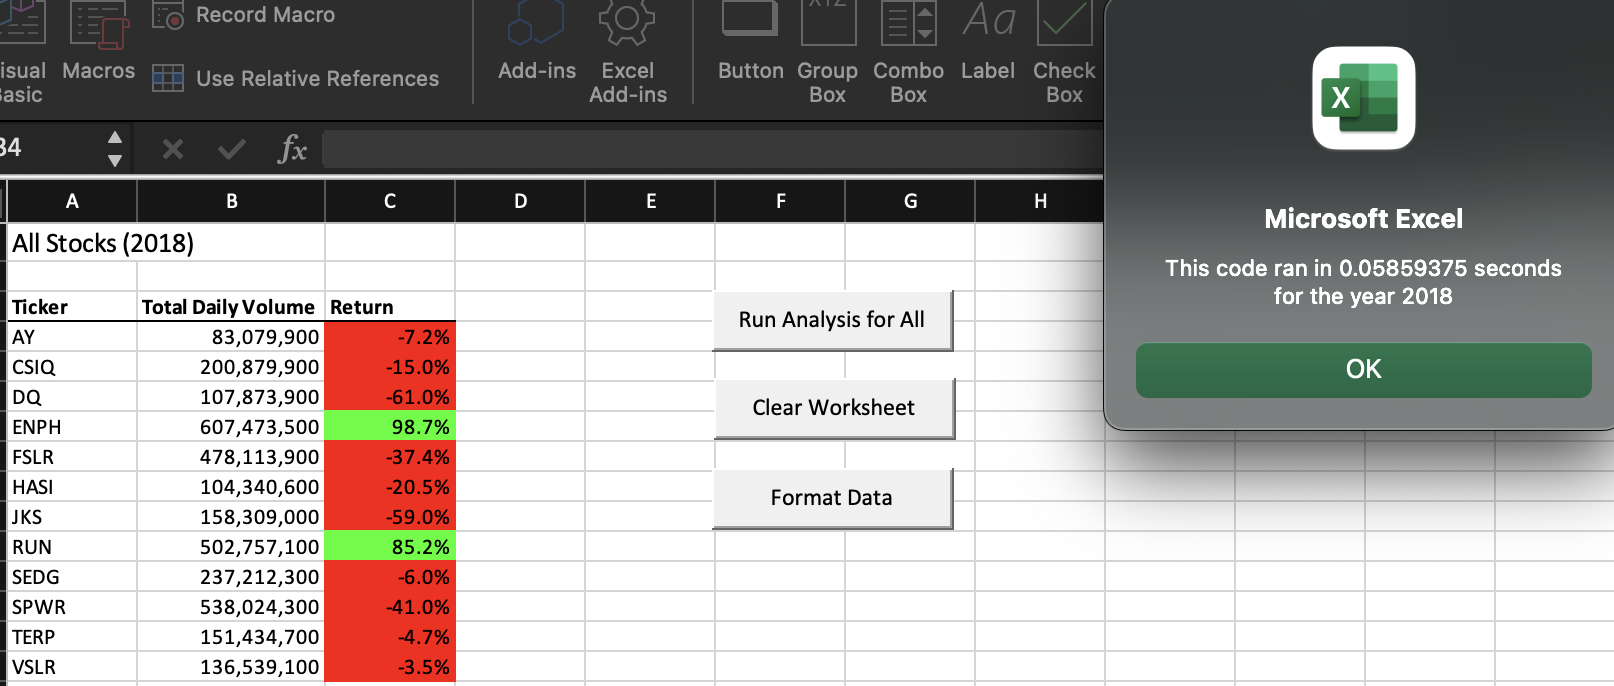 Record Macro
isual
asic
Macros
Use Relative References
Add-ins
Excel
Add-ins
Button
Group
Box
Combo
Box
Aa
Label
Check
Box
34
fx
A B C D E F G H
All Stocks (2018)
Ticker Total Daily Volume Return
AY 83,079,900 -7.2%
CSIQ 200,879,900 -15.0%
DQ 107,873,900 -61.0%
ENPH 607,473,500 98.7%
FSLR 478,113,900 -37.4%
HASI 104,340,600 -20.5%
JKS 158,309,000 -59.0%
RUN 502,757,100 85.2%
SEDG 237,212,300 -6.0%
SPWR 538,024,300 -41.0%
TERP 151,434,700 -4.7%
VSLR 136,539,100 -3.5%
Run Analysis for All
Clear Worksheet
Format Data
X
Microsoft Excel
This code ran in 0.05859375 seconds
for the year 2018
OK